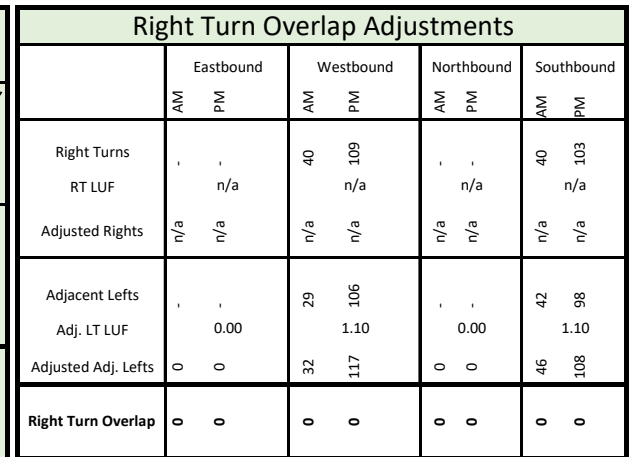 Right Turn Overlap Adjustments
Eastbound Westbound Northbound Southbound
AM PM AM PM AM PM AM PM
Right Turns - - 40 109 - - 40 103
RT LUF n/a n/a n/a n/a
Adjusted Rights n/a n/a n/a n/a n/a n/a n/a n/a
Adjacent Lefts - - 29 106 - - 42 98
Adj. LT LUF 0.00 1.10 0.00 1.10
Adjusted Adj. Lefts 0 0 32 117 0 0 46 108
Right Turn Overlap 0 0 0 0 0 0 0 0